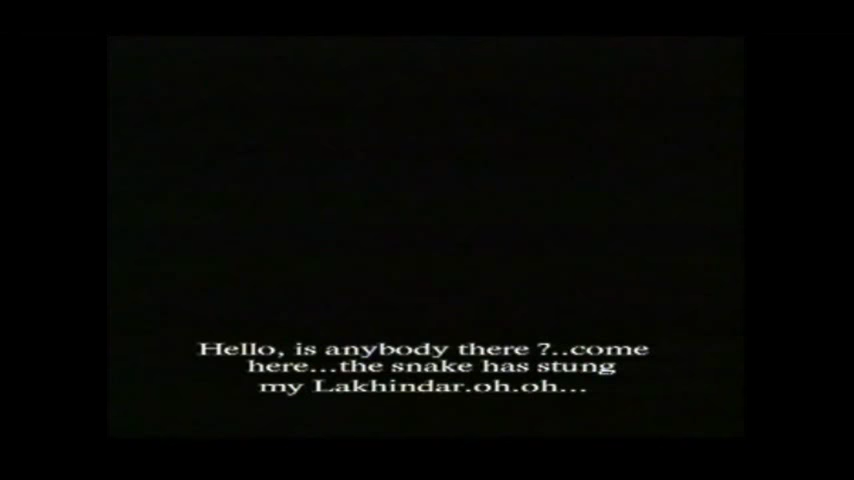 Hello, is anybody there ?..come
here...the snake has stung
my Lakhindar.oh.oh...